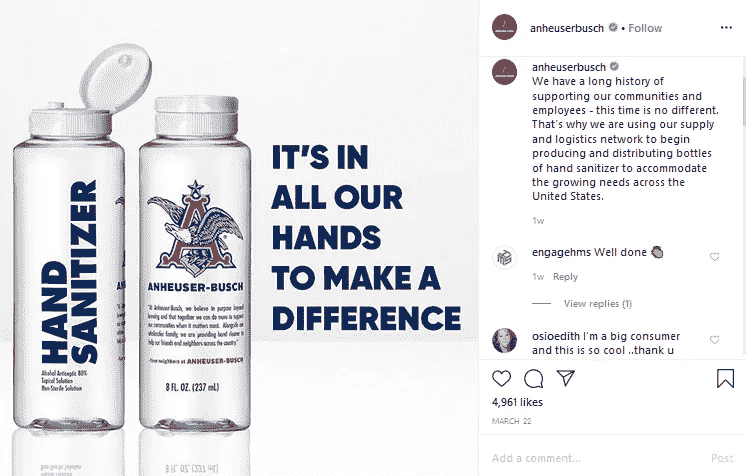 HAND
SANITIZER
Alcohol Antiseptic 80%
Topical Solution
Non-Sterile Solution
A
ANHEUSER-BUSCH
"At Anheuser-Busch, we believe in purpose beyond
brewing and that together we can do more to support
our communities when it matters most. Alongside our
wholesaler family, we are providing hand cleaner to
help our friends and neighbors across the country."
-Your neighbors at ANHEUSER-BUSCH
8 FL. OZ. (237 mL)
IT'S IN
ALL OUR
HANDS
TO MAKE A
DIFFERENCE
anheuserbusch • Follow
anheuserbusch
We have a long history of
supporting our communities and
employees - this time is no different.
That's why we are using our supply
and logistics network to begin
producing and distributing bottles
of hand sanitizer to accommodate
the growing needs across the
United States.
1w
engagehms Well done
1w Reply
View replies (1)
osioedith I'm a big consumer
and this is so cool ..thank u
4,961 likes
MARCH 22
Add a comment...
Post